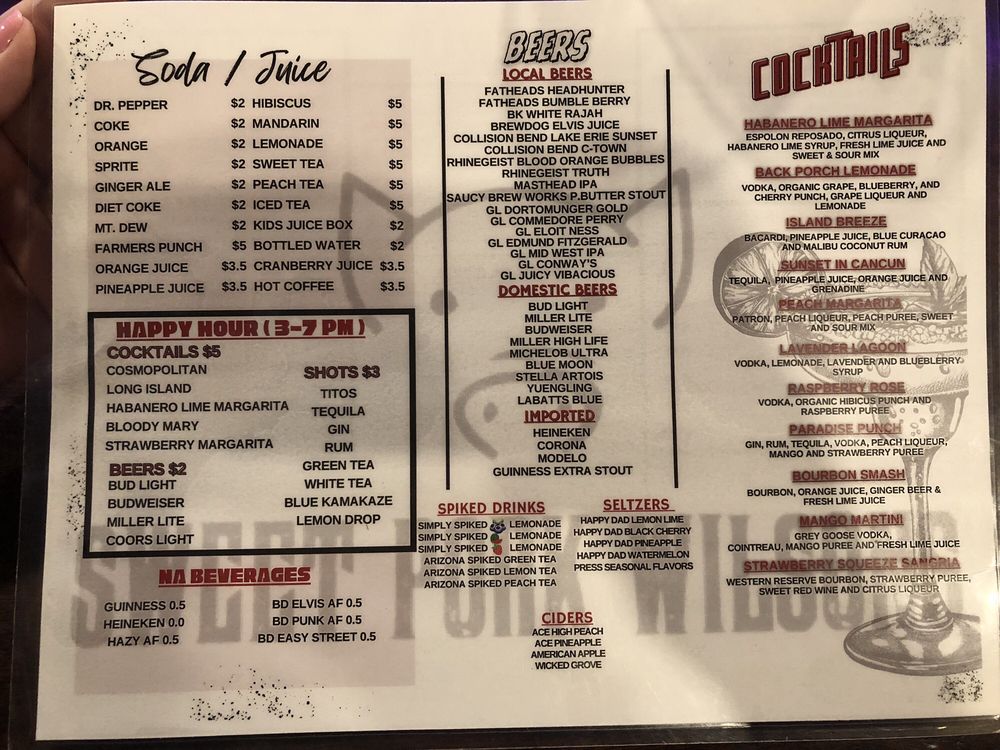 Soda / Juice
DR. PEPPER $2 HIBISCUS $5
COKE $2 MANDARIN $5
ORANGE $2 LEMONADE $5
SPRITE $2 SWEET TEA $5
GINGER ALE $2 PEACH TEA $5
DIET COKE $2 ICED TEA $5
MT. DEW $2 KIDS JUICE BOX $2
FARMERS PUNCH $5 BOTTLED WATER $2
ORANGE JUICE $3.5 CRANBERRY JUICE $3.5
PINEAPPLE JUICE $3.5 HOT COFFEE $3.5
HAPPY HOUR ( 3-7 PM )
COCKTAILS $5
COSMOPOLITAN
LONG ISLAND
HABANERO LIME MARGARITA
BLOODY MARY
STRAWBERRY MARGARITA
BEERS $2
BUD LIGHT
BUDWEISER
MILLER LITE
COORS LIGHT
SHOTS $3
TITOS
TEQUILA
GIN
RUM
GREEN TEA
WHITE TEA
BLUE KAMAKAZE
LEMON DROP
NA BEVERAGES
GUINNESS 0.5
HEINEKEN 0.0
HAZY AF 0.5
BD ELVIS AF 0.5
BD PUNK AF 0.5
BD EASY STREET 0.5
BEERS
LOCAL BEERS
FATHEADS HEADHUNTER
FATHEADS BUMBLE BERRY
BK WHITE RAJAH
BREWDOG ELVIS JUICE
COLLISION BEND LAKE ERIE SUNSET
COLLISION BEND C-TOWN
RHINEGEIST BLOOD ORANGE BUBBLES
RHINEGEIST TRUTH
MASTHEAD IPA
SAUCY BREW WORKS P.BUTTER STOUT
GL DORTOMUNGER GOLD
GL COMMEDORE PERRY
GL ELOIT NESS
GL EDMUND FITZGERALD
GL MID WEST IPA
GL CONWAY'S
GL JUICY VIBACIOUS
DOMESTIC BEERS
BUD LIGHT
MILLER LITE
BUDWEISER
MILLER HIGH LIFE
MICHELOB ULTRA
BLUE MOON
STELLA ARTOIS
YUENGLING
LABATTS BLUE
IMPORTED
HEINEKEN
CORONA
MODELO
GUINNESS EXTRA STOUT
SPIKED DRINKS
SIMPLY SPIKED LEMONADE
SIMPLY SPIKED LEMONADE
SIMPLY SPIKED LEMONADE
ARIZONA SPIKED GREEN TEA
ARIZONA SPIKED LEMON TEA
ARIZONA SPIKED PEACH TEA
SELTZERS
HAPPY DAD LEMON LIME
HAPPY DAD BLACK CHERRY
HAPPY DAD PINEAPPLE
HAPPY DAD WATERMELON
PRESS SEASONAL FLAVORS
CIDERS
ACE HIGH PEACH
ACE PINEAPPLE
AMERICAN APPLE
WICKED GROVE
COCKTAILS
HABANERO LIME MARGARITA
ESPOLON REPOSADO, CITRUS LIQUEUR,
HABANERO LIME SYRUP, FRESH LIME JUICE AND
SWEET & SOUR MIX
BACK PORCH LEMONADE
VODKA, ORGANIC GRAPE, BLUEBERRY, AND
CHERRY PUNCH, GRAPE LIQUEUR AND
LEMONADE
ISLAND BREEZE
BACARDI, PINEAPPLE JUICE, BLUE CURACAO
AND MALIBU COCONUT RUM
SUNSET IN CANCUN
TEQUILA, PINEAPPLE JUICE, ORANGE JUICE AND
GRENADINE
PEACH MARGARITA
PATRON, PEACH LIQUEUR, PEACH PUREE, SWEET
AND SOUR MIX
LAVENDER LAGOON
VODKA, LEMONADE, LAVENDER AND BLUEBLERRY
SYRUP
RASPBERRY ROSE
VODKA, ORGANIC HIBICUS PUNCH AND
RASPBERRY PUREE
PARADISE PUNCH
GIN, RUM, TEQUILA, VODKA, PEACH LIQUEUR,
MANGO AND STRAWBERRY PUREE
BOURBON SMASH
BOURBON, ORANGE JUICE, GINGER BEER &
FRESH LIME JUICE
MANGO MARTINI
GREY GOOSE VODKA,
COINTREAU, MANGO PUREE AND FRESH LIME JUICE
STRAWBERRY SQUEEZE SANGRIA
WESTERN RESERVE BOURBON, STRAWBERRY PUREE,
SWEET RED WINE AND CITRUS LIQUEUR